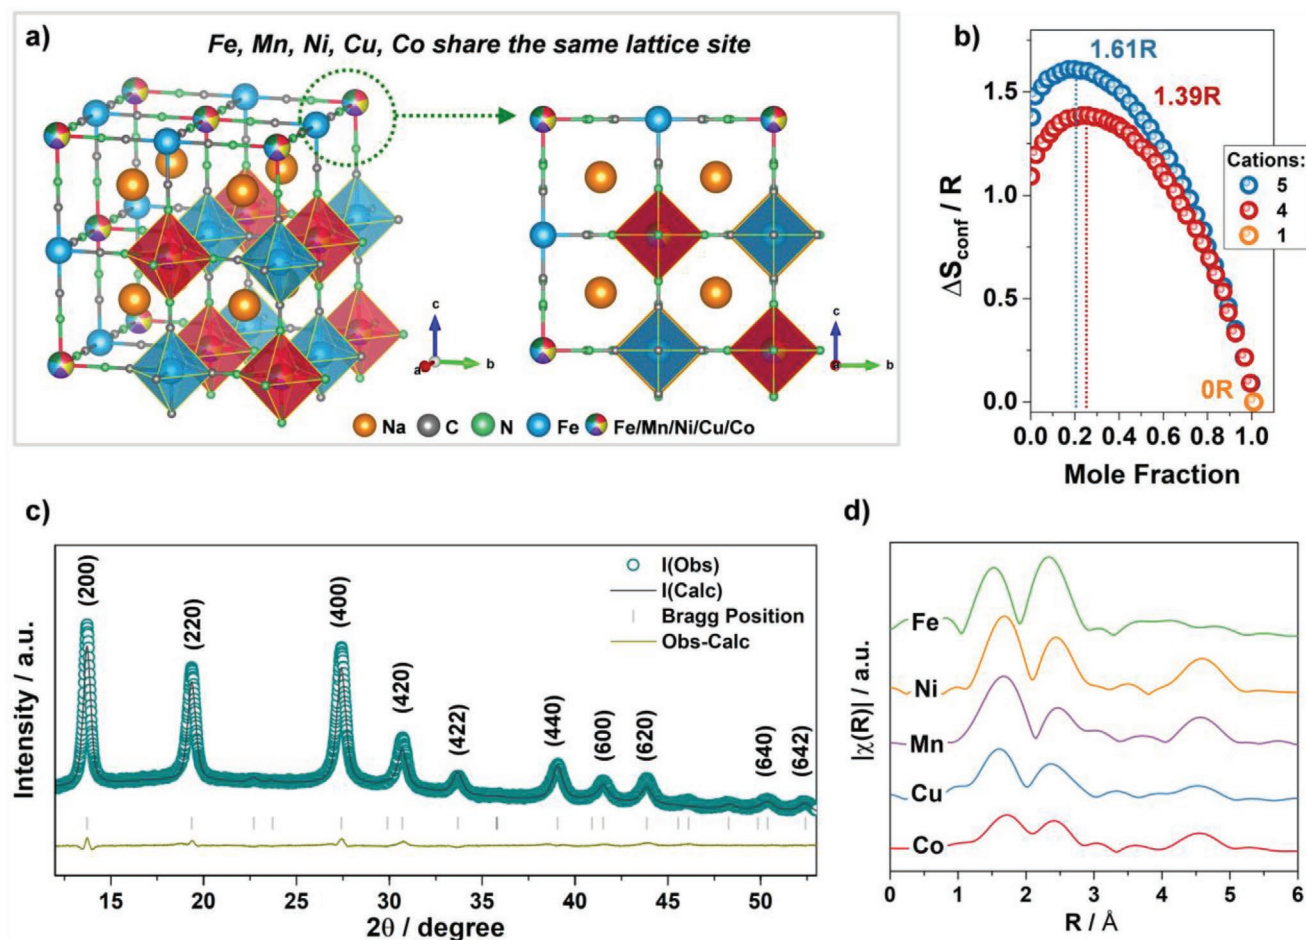 a)
Fe, Mn, Ni, Cu, Co share the same lattice site
c
a
b
c
a
b
Na
C
N
Fe
Fe/Mn/Ni/Cu/Co
b)
1.61R
1.39R
Cations:
5
4
1
0R
1.5
1.0
0.5
0.0
ΔSconf / R
0.0 0.2 0.4 0.6 0.8 1.0
Mole Fraction
c)
(200)
(220)
(400)
(420)
(422)
(440)
(600)
(620)
(640)
(642)
I(Obs)
I(Calc)
Bragg Position
Obs-Calc
Intensity / a.u.
15 20 25 30 35 40 45 50
2θ / degree
d)
Fe
Ni
Mn
Cu
Co
|χ(R)| / a.u.
0 1 2 3 4 5 6
R / Å